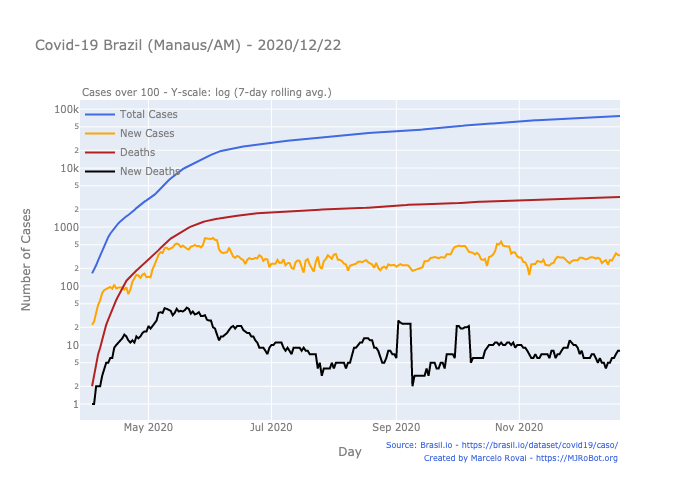 Covid-19 Brazil (Manaus/AM) - 2020/12/22
Cases over 100 - Y-scale: log (7-day rolling avg.)
Total Cases
New Cases
Deaths
New Deaths
100k
5
2
10k
5
2
1000
5
2
100
5
2
10
5
2
1
Number of Cases
May 2020
Jul 2020
Sep 2020
Nov 2020
Day
Source: Brasil.io - https://brasil.io/dataset/covid19/caso/
Created by Marcelo Rovai - https://MJRoBot.org